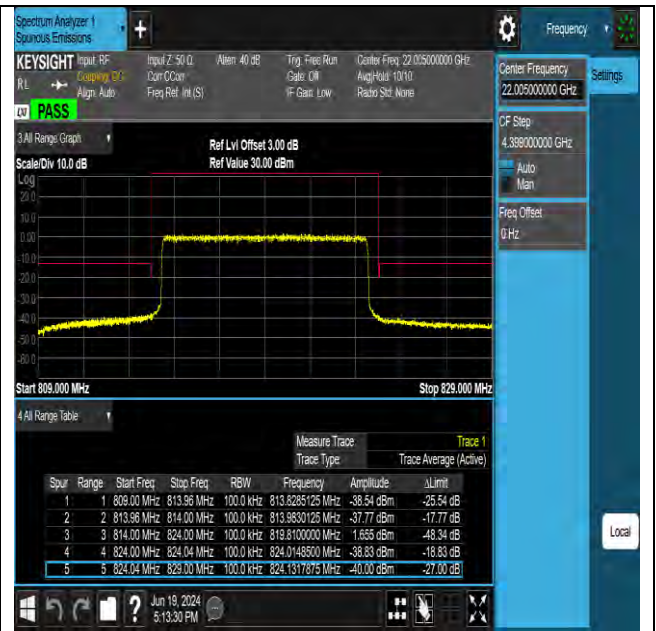 Spectrum Analyzer 1
Spurious Emissions
Frequency
KEYSIGHT
Input: RF
Coupling: DC
Align: Auto
Input Z: 50 Ω
Corr CCorr
Freq Ref: Int (S)
Atten: 40 dB
Trig: Free Run
Gate: Off
IF Gain: Low
Center Freq: 22.005000000 GHz
Avg|Hold: 10/10
Radio Std: None
RL
LXI
PASS
Center Frequency
22.005000000 GHz
Settings
CF Step
4.399000000 GHz
Auto
Man
Freq Offset
0 Hz
3 All Range Graph
Scale/Div 10.0 dB
Ref Lvl Offset 3.00 dB
Ref Value 30.00 dBm
Log
20.0
10.0
0.00
-10.0
-20.0
-30.0
-40.0
-50.0
-60.0
Start 809.000 MHz
Stop 829.000 MHz
4 All Range Table
Measure Trace Trace 1
Trace Type Trace Average (Active)
Spur Range Start Freq Stop Freq RBW Frequency Amplitude ΔLimit
1 1 809.00 MHz 813.96 MHz 100.0 kHz 813.8285125 MHz -38.54 dBm -25.54 dB
2 2 813.96 MHz 814.00 MHz 100.0 kHz 813.9830125 MHz -37.77 dBm -17.77 dB
3 3 814.00 MHz 824.00 MHz 100.0 kHz 819.8100000 MHz 1.655 dBm -48.34 dB
4 4 824.00 MHz 824.04 MHz 100.0 kHz 824.0148500 MHz -38.83 dBm -18.83 dB
5 5 824.04 MHz 829.00 MHz 100.0 kHz 824.1317875 MHz -40.00 dBm -27.00 dB
Local
?
Jun 19, 2024
5:13:30 PM